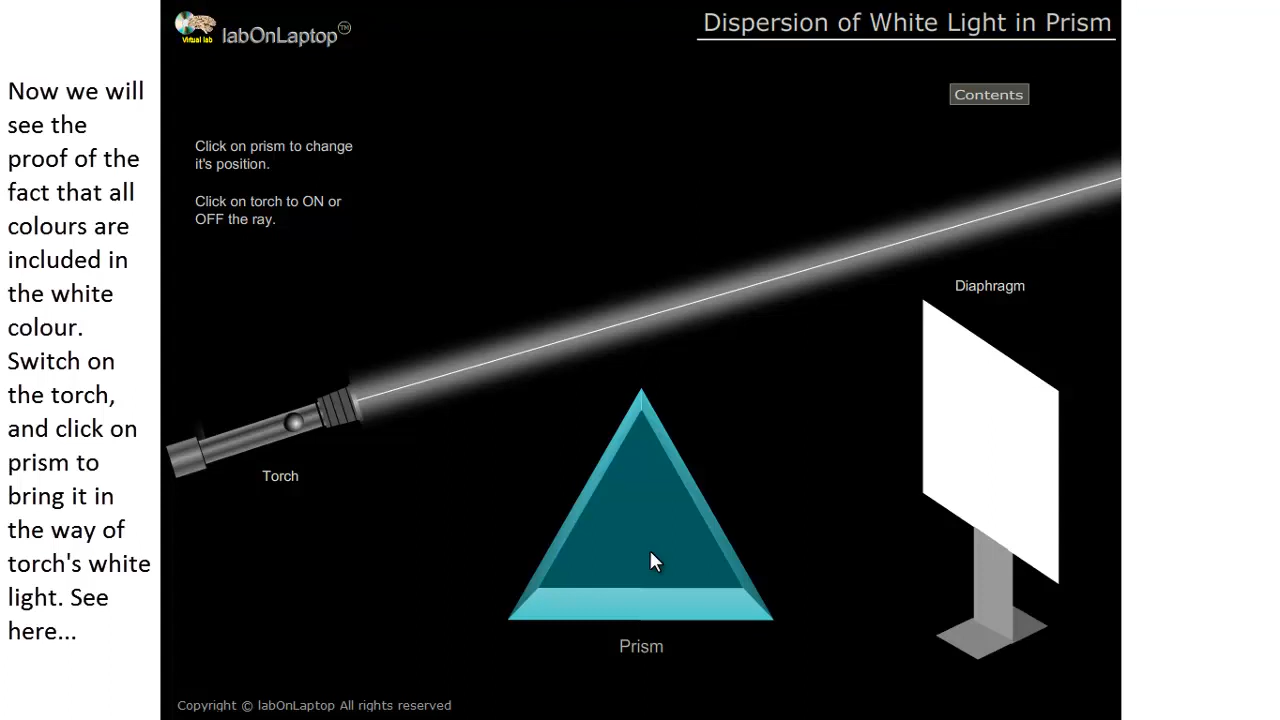 Now we will
see the
proof of the
fact that all
colours are
included in
the white
colour.
Switch on
the torch,
and click on
prism to
bring it in
the way of
torch's white
light. See
here...
Virtual lab
labOnLaptop TM
Dispersion of White Light in Prism
Contents
Click on prism to change
it's position.
Click on torch to ON or
OFF the ray.
Diaphragm
Torch
Prism
Copyright © labOnLaptop All rights reserved